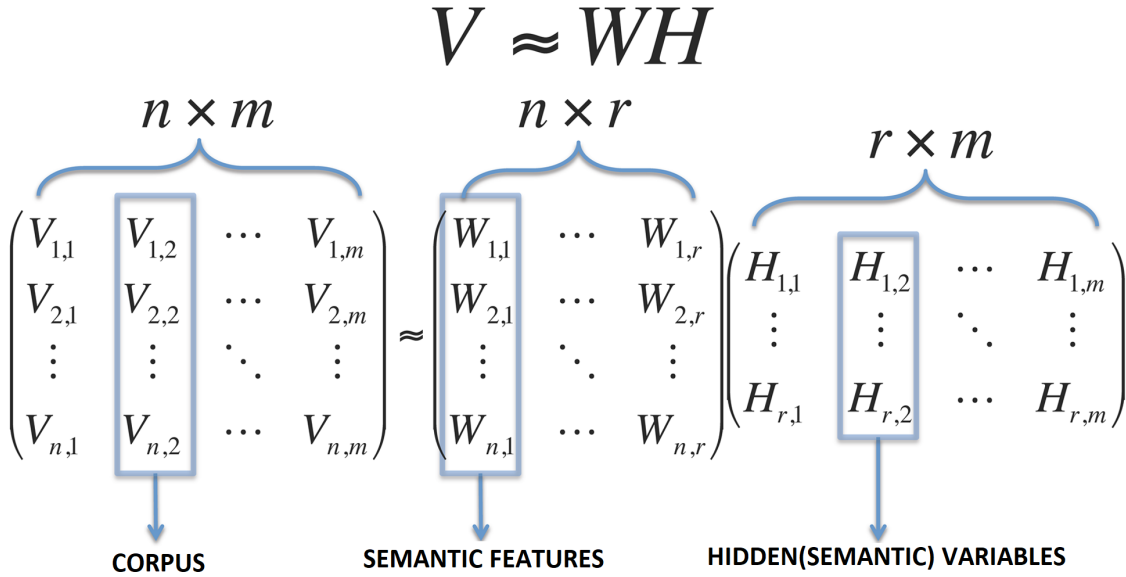 V ≈ WH
n × m
n × r
r × m
V1,1 V1,2 ⋯ V1,m
V2,1 V2,2 ⋯ V2,m
⋮ ⋮ ⋱ ⋮
Vn,1 Vn,2 ⋯ Vn,m
≈
W1,1 ⋯ W1,r
W2,1 ⋯ W2,r
⋮ ⋱ ⋮
Wn,1 ⋯ Wn,r
H1,1 H1,2 ⋯ H1,m
⋮ ⋮ ⋱ ⋮
Hr,1 Hr,2 ⋯ Hr,m
CORPUS
SEMANTIC FEATURES
HIDDEN(SEMANTIC) VARIABLES